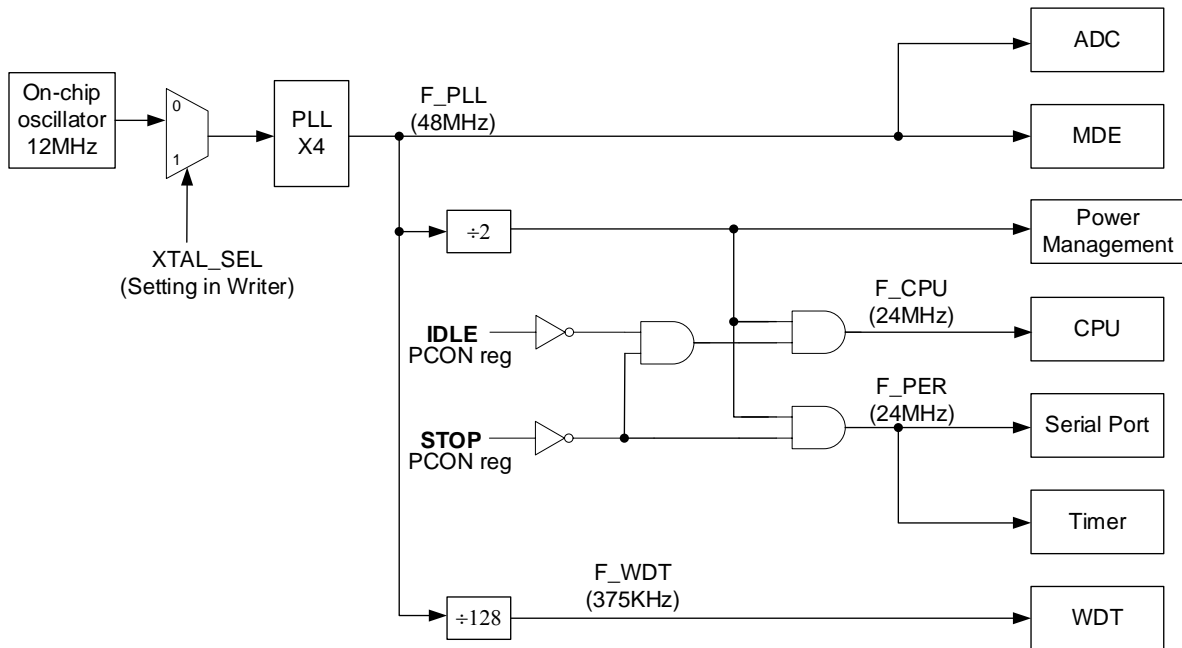 ADC
On-chip
oscillator
12MHz
0
1
PLL
X4
F_PLL
(48MHz)
MDE
XTAL_SEL
(Setting in Writer)
÷2
Power
Management
IDLE
PCON reg
F_CPU
(24MHz)
CPU
STOP
PCON reg
F_PER
(24MHz)
Serial Port
Timer
F_WDT
(375KHz)
÷128
WDT